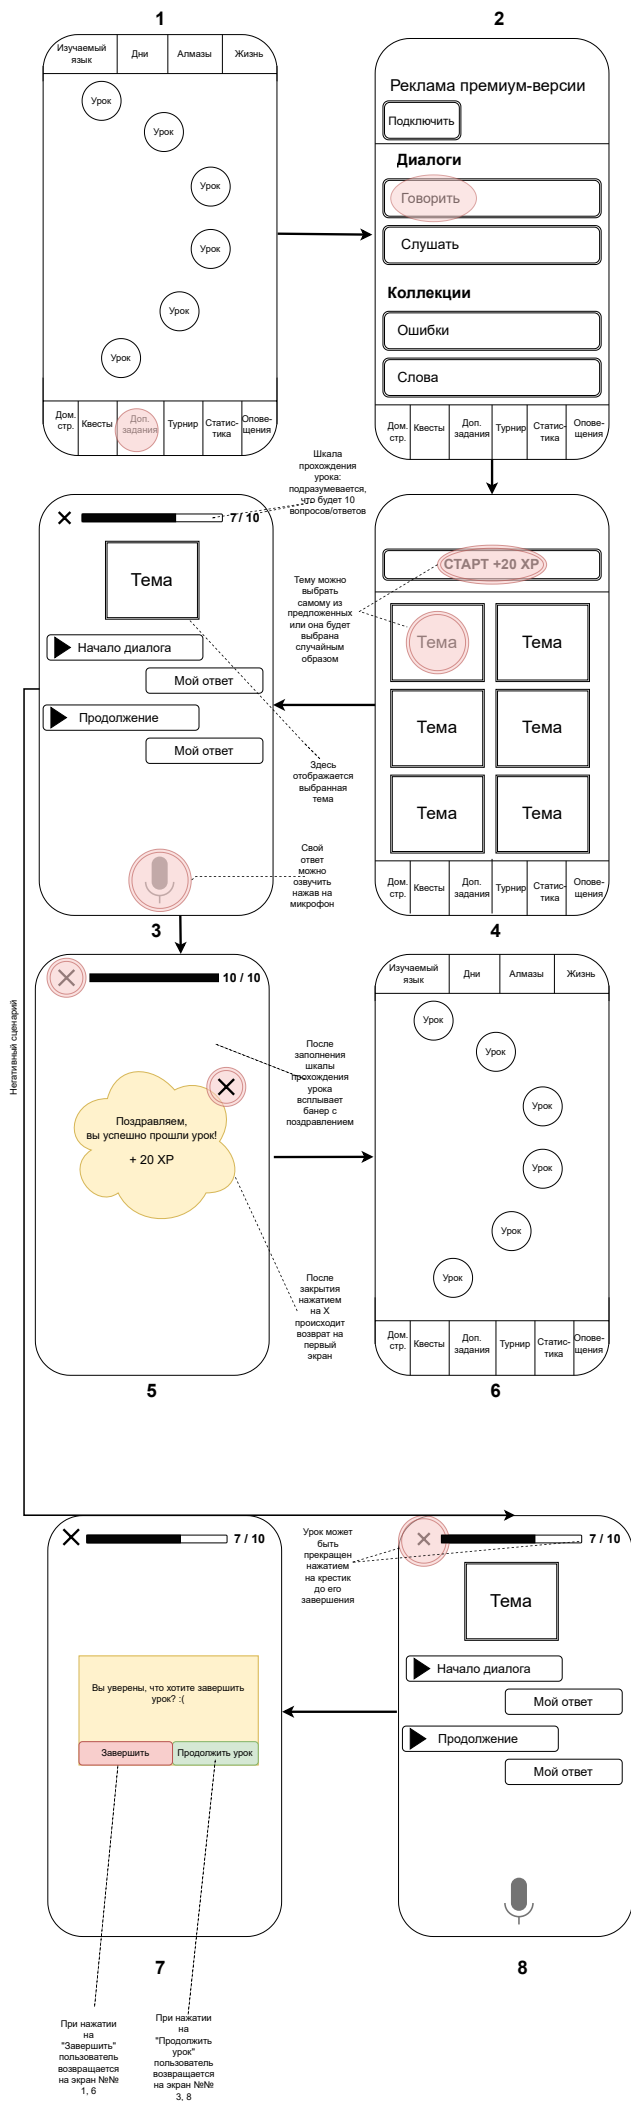 1
Изучаемый
язык
Дни
Алмазы
Жизнь
Урок
Урок
Урок
Урок
Урок
Урок
Дом.
стр.
Квесты
Доп.
задания
Турнир
Статис-
тика
Опове-
щения
2
Реклама премиум-версии
Подключить
Диалоги
Говорить
Слушать
Коллекции
Ошибки
Слова
Дом.
стр.
Квесты
Доп.
задания
Турнир
Статис-
тика
Опове-
щения
Шкала
прохождения
урока:
подразумевается,
что будет 10
вопросов/ответов
7 / 10
Тема
Начало диалога
Мой ответ
Продолжение
Мой ответ
3
Тему можно
выбрать
самому из
предложенных
или она будет
выбрана
случайным
образом
Здесь
отображается
выбранная
тема
Свой
ответ
можно
озвучить
нажав на
микрофон
СТАРТ +20 XP
Тема
Тема
Тема
Тема
Тема
Тема
Дом.
стр.
Квесты
Доп.
задания
Турнир
Статис-
тика
Опове-
щения
4
Негативный сценарий
10 / 10
Поздравляем,
вы успешно прошли урок!
+ 20 XP
5
После
заполнения
шкалы
прохождения
урока
всплывает
банер с
поздравлением
После
закрытия
нажатием
на X
происходит
возврат на
первый
экран
Изучаемый
язык
Дни
Алмазы
Жизнь
Урок
Урок
Урок
Урок
Урок
Урок
Дом.
стр.
Квесты
Доп.
задания
Турнир
Статис-
тика
Опове-
щения
6
7 / 10
Вы уверены, что хотите завершить
урок? :(
Завершить
Продолжить урок
7
Урок может
быть
прекращен
нажатием
на крестик
до его
завершения
7 / 10
Тема
Начало диалога
Мой ответ
Продолжение
Мой ответ
8
При нажатии
на
"Завершить"
пользователь
возвращается
на экран №№
1, 6
При нажатии
на
"Продолжить
урок"
пользователь
возвращается
на экран №№
3, 8